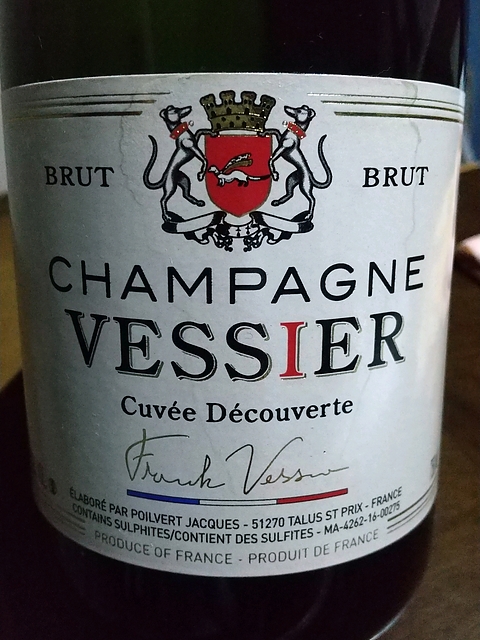 BRUT BRUT
CHAMPAGNE
VESSIER
Cuvée Découverte
Frank Vessier
ÉLABORÉ PAR POILVERT JACQUES - 51270 TALUS ST PRIX - FRANCE
CONTAINS SULPHITES/CONTIENT DES SULFITES - MA-4262-16-00275
PRODUCE OF FRANCE - PRODUIT DE FRANCE